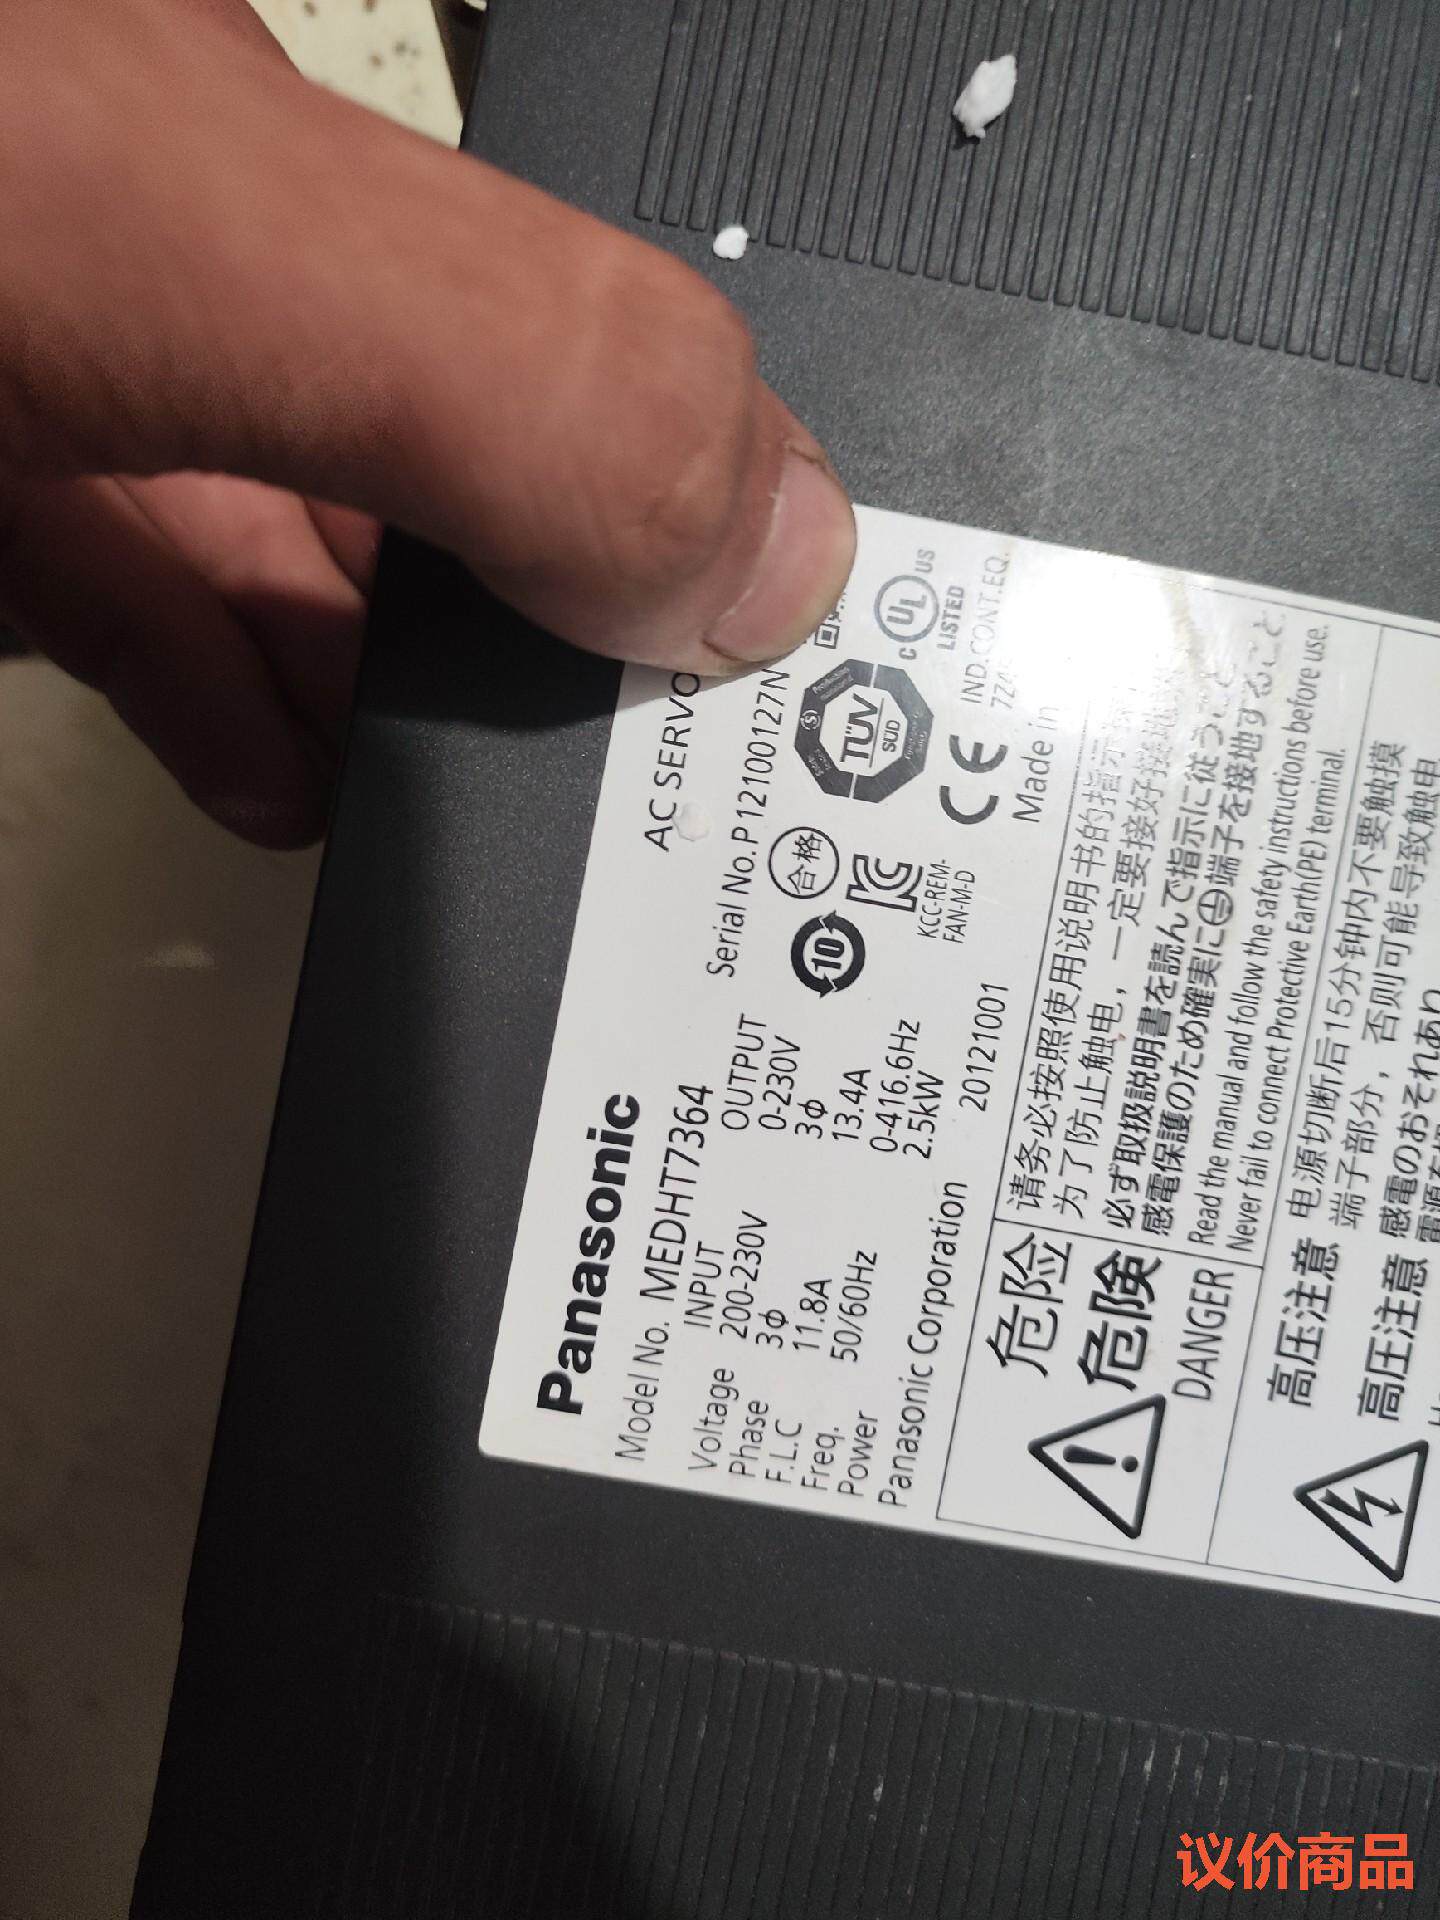 Panasonic
AC SERVO
Model No. MEDHT7364
Serial No. P12100127N
INPUT OUTPUT
Voltage 200-230V 0-230V
Phase 3ϕ 3ϕ
F.L.C 11.8A 13.4A
Freq. 50/60Hz 0-416.6Hz
Power 2.5kW
Panasonic Corporation 20121001
10
合格
TÜV
SÜD
C UL US
LISTED
IND.CONT.EQ.
KC
KCC-REM-
FAN-M-D
CE
Made in
危险
请务必按照使用说明书的指示
为了防止触电，一定要接好接地
危険
必ず取扱説明書を読んで指示に従うこと
感電保護のため確実に⏚端子を接地すること.
DANGER
Read the manual and follow the safety instructions before use.
Never fail to connect Protective Earth(PE) terminal.
高压注意
电源切断后15分钟内不要触摸
端子部分，否则可能导致触电
高圧注意
感電のおそれあり
议价商品